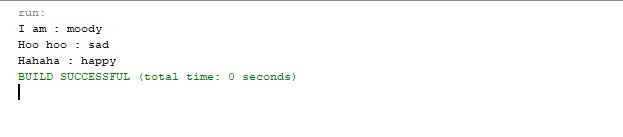 run:
I am : moody
Hoo hoo : sad
Hahaha : happy
BUILD SUCCESSFUL (total time: 0 seconds)